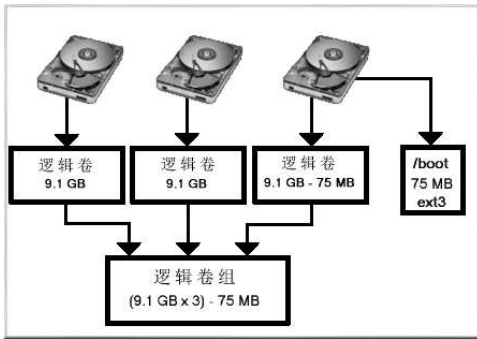 逻辑卷
9.1 GB
逻辑卷
9.1 GB
逻辑卷
9.1 GB - 75 MB
/boot
75 MB
ext3
逻辑卷组
(9.1 GB x 3) - 75 MB